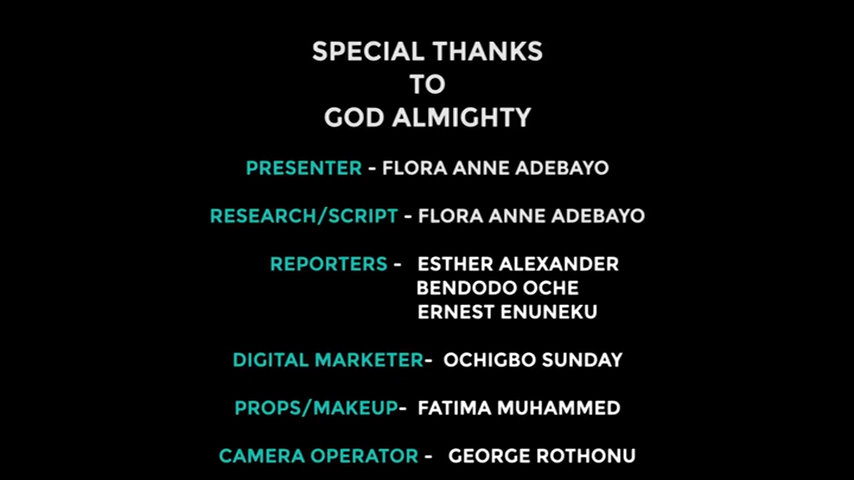 SPECIAL THANKS
TO
GOD ALMIGHTY
PRESENTER - FLORA ANNE ADEBAYO
RESEARCH/SCRIPT - FLORA ANNE ADEBAYO
REPORTERS - ESTHER ALEXANDER
BENDODO OCHE
ERNEST ENUNEKU
DIGITAL MARKETER- OCHIGBO SUNDAY
PROPS/MAKEUP- FATIMA MUHAMMED
CAMERA OPERATOR - GEORGE ROTHONU